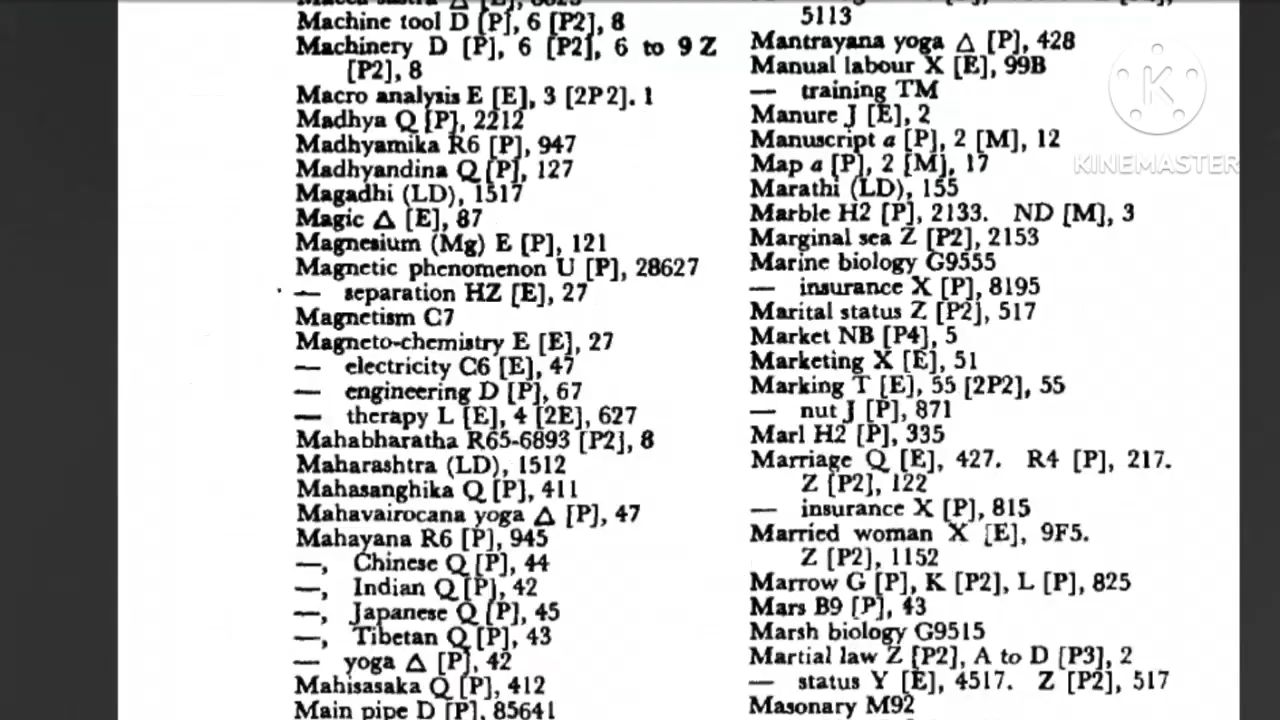 Machine tool D [P], 6 [P2], 8
Machinery D [P], 6 [P2], 6 to 9 Z
[P2], 8
Macro analysis E [E], 3 [2P2]. 1
Madhya Q [P], 2212
Madhyamika R6 [P], 947
Madhyandina Q [P], 127
Magadhi (LD), 1517
Magic Δ [E], 87
Magnesium (Mg) E [P], 121
Magnetic phenomenon U [P], 28627
— separation HZ [E], 27
Magnetism C7
Magneto-chemistry E [E], 27
— electricity C6 [E], 47
— engineering D [P], 67
— therapy L [E], 4 [2E], 627
Mahabharatha R65-6893 [P2], 8
Maharashtra (LD), 1512
Mahasanghika Q [P], 411
Mahavairocana yoga Δ [P], 47
Mahayana R6 [P], 945
—, Chinese Q [P], 44
—, Indian Q [P], 42
—, Japanese Q [P], 45
—, Tibetan Q [P], 43
— yoga Δ [P], 42
Mahisasaka Q [P], 412
Main pipe D [P], 85641
5113
Mantrayana yoga Δ [P], 428
Manual labour X [E], 99B
— training TM
Manure J [E], 2
Manuscript a [P], 2 [M], 12
Map a [P], 2 [M], 17
Marathi (LD), 155
Marble H2 [P], 2133. ND [M], 3
Marginal sea Z [P2], 2153
Marine biology G9555
— insurance X [P], 8195
Marital status Z [P2], 517
Market NB [P4], 5
Marketing X [E], 51
Marking T [E], 55 [2P2], 55
— nut J [P], 871
Marl H2 [P], 335
Marriage Q [E], 427. R4 [P], 217.
Z [P2], 122
— insurance X [P], 815
Married woman X [E], 9F5.
Z [P2], 1152
Marrow G [P], K [P2], L [P], 825
Mars B9 [P], 43
Marsh biology G9515
Martial law Z [P2], A to D [P3], 2
— status Y [E], 4517. Z [P2], 517
Masonary M92
K
KINEMASTER